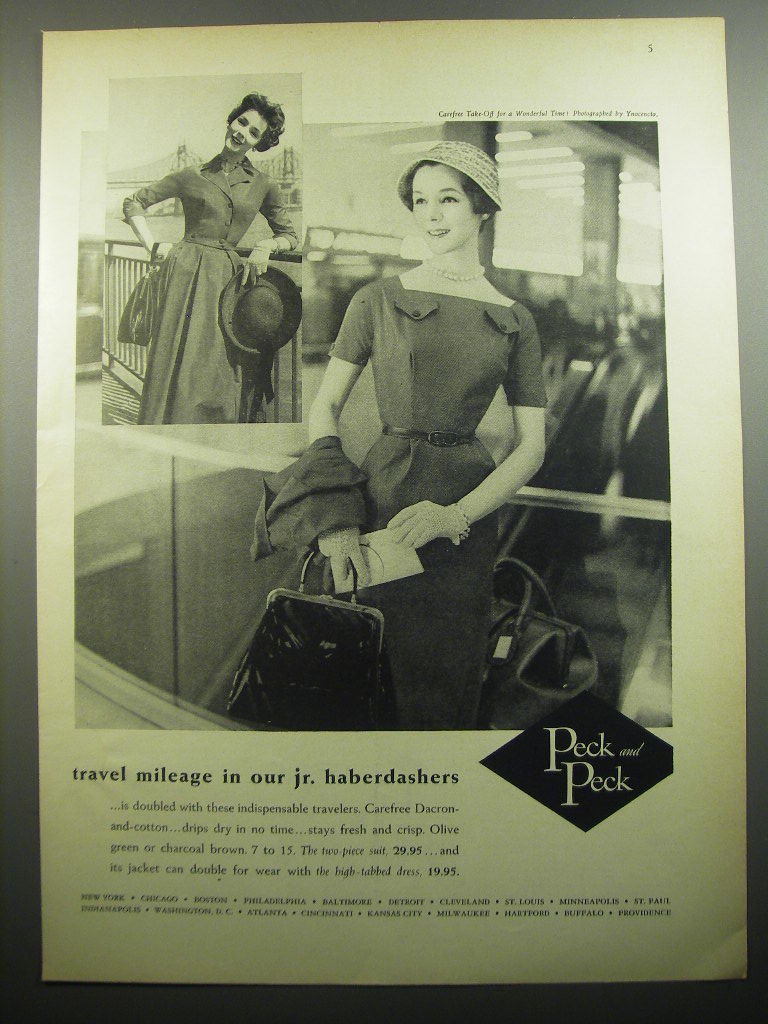 5
Carefree Take-Off for a Wonderful Time! Photographed by Ynocencio,
Peck and
Peck
travel mileage in our jr. haberdashers
...is doubled with these indispensable travelers. Carefree Dacron-
and-cotton...drips dry in no time...stays fresh and crisp. Olive
green or charcoal brown. 7 to 15. The two-piece suit, 29.95...and
its jacket can double for wear with the high-tabbed dress, 19.95.
NEW YORK • CHICAGO • BOSTON • PHILADELPHIA • BALTIMORE • DETROIT • CLEVELAND • ST. LOUIS • MINNEAPOLIS • ST. PAUL
INDIANAPOLIS • WASHINGTON, D. C. • ATLANTA • CINCINNATI • KANSAS CITY • MILWAUKEE • HARTFORD • BUFFALO • PROVIDENCE